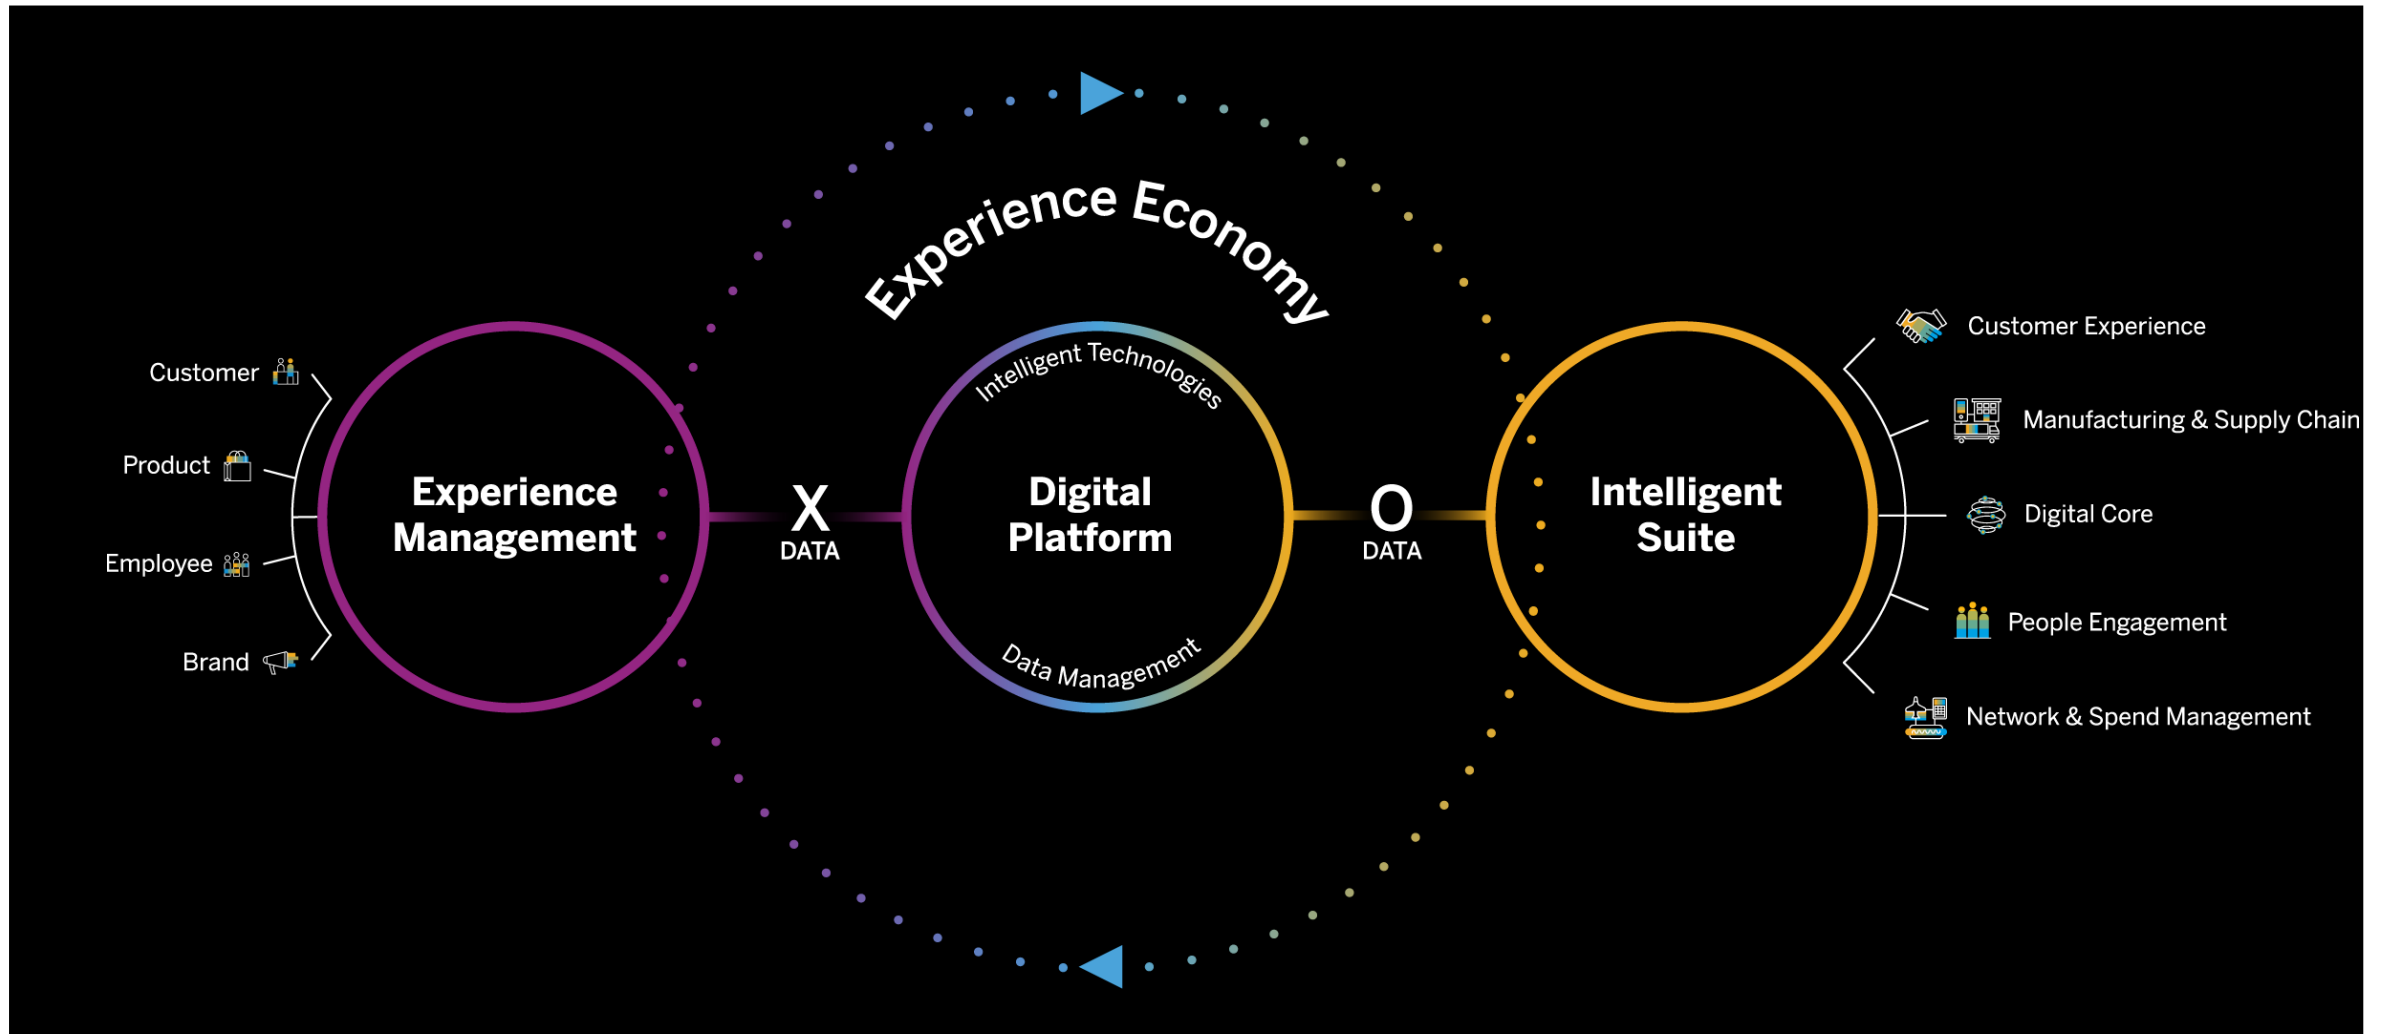 Experience Economy
Customer
Product
Employee
Brand
Experience
Management
X
DATA
Intelligent Technologies
Digital
Platform
Data Management
O
DATA
Intelligent
Suite
Customer Experience
Manufacturing & Supply Chain
Digital Core
People Engagement
Network & Spend Management